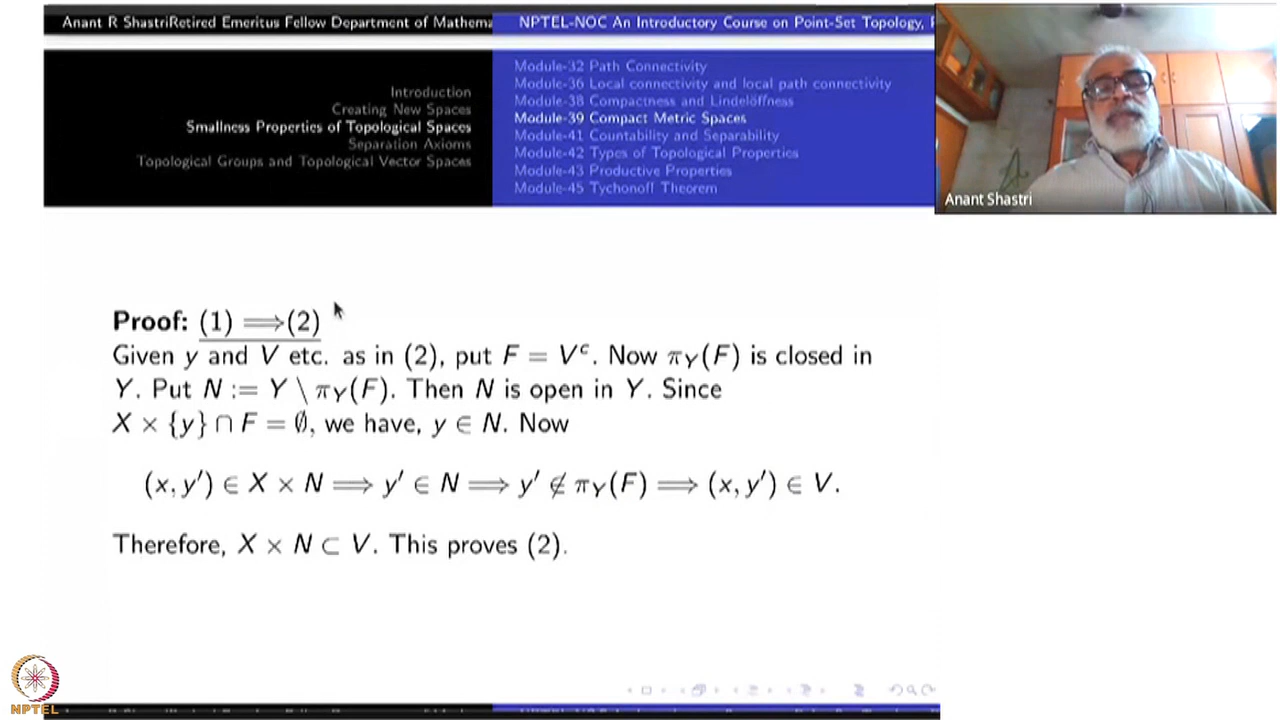 Anant R ShastriRetired Emeritus Fellow Department of Mathema
NPTEL-NOC An Introductory Course on Point-Set Topology,
Introduction
Creating New Spaces
Smallness Properties of Topological Spaces
Separation Axioms
Topological Groups and Topological Vector Spaces
Module-32 Path Connectivity
Module-36 Local connectivity and local path connectivity
Module-38 Compactness and Lindelöffness
Module-39 Compact Metric Spaces
Module-41 Countability and Separability
Module-42 Types of Topological Properties
Module-43 Productive Properties
Module-45 Tychonoff Theorem
Anant Shastri
Proof: (1) ⟹(2)
Given y and V etc. as in (2), put F = Vᶜ. Now π_Y(F) is closed in
Y. Put N := Y \ π_Y(F). Then N is open in Y. Since
X × {y} ∩ F = ∅, we have, y ∈ N. Now
(x, y′) ∈ X × N ⟹ y′ ∈ N ⟹ y′ ∉ π_Y(F) ⟹ (x, y′) ∈ V.
Therefore, X × N ⊂ V. This proves (2).
NPTEL